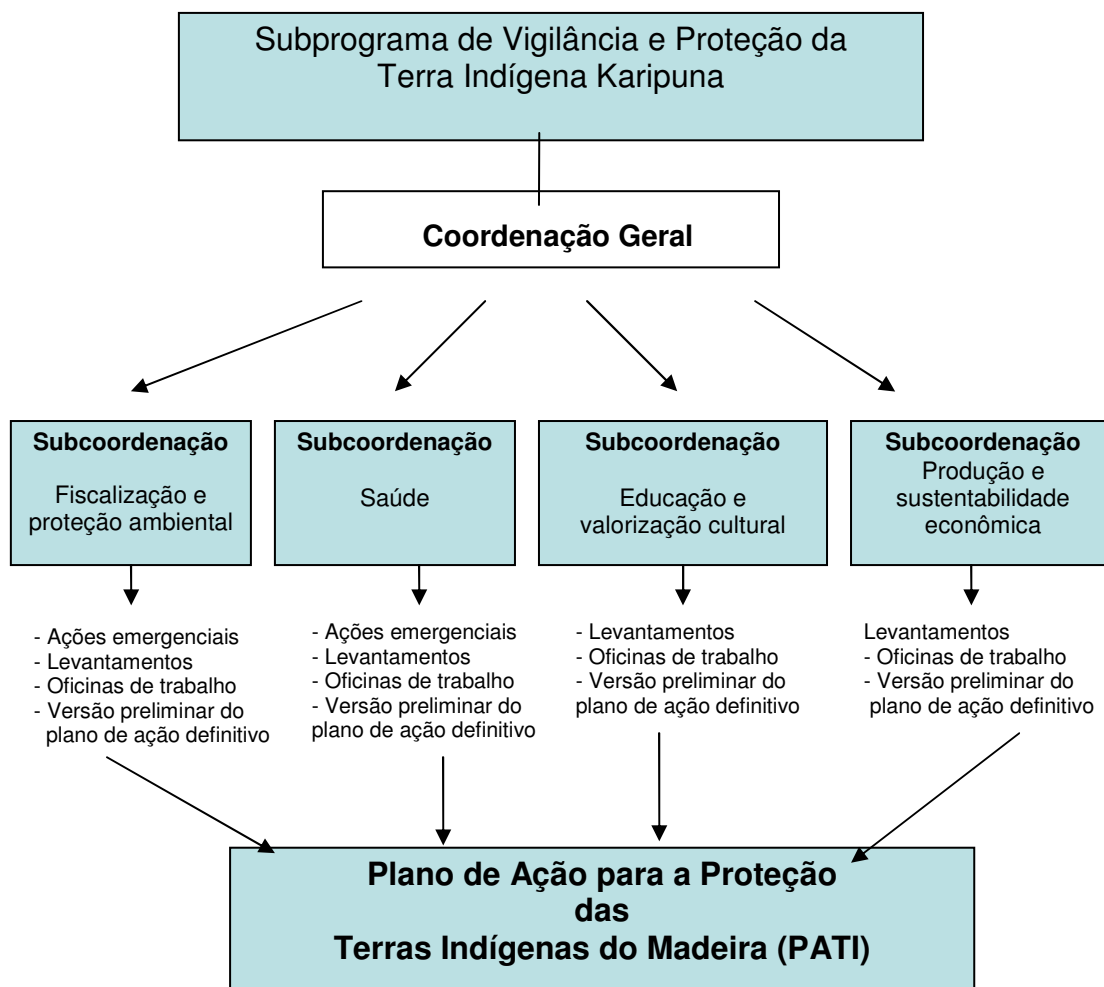 Subprograma de Vigilância e Proteção da
Terra Indígena Karipuna
Coordenação Geral
Subcoordenação
Fiscalização e
proteção ambiental
Subcoordenação
Saúde
Subcoordenação
Educação e
valorização cultural
Subcoordenação
Produção e
sustentabilidade
econômica
- Ações emergenciais
- Levantamentos
- Oficinas de trabalho
- Versão preliminar do
plano de ação definitivo
- Ações emergenciais
- Levantamentos
- Oficinas de trabalho
- Versão preliminar do
plano de ação definitivo
- Levantamentos
- Oficinas de trabalho
- Versão preliminar do
plano de ação definitivo
Levantamentos
- Oficinas de trabalho
- Versão preliminar do
plano de ação definitivo
Plano de Ação para a Proteção
das
Terras Indígenas do Madeira (PATI)